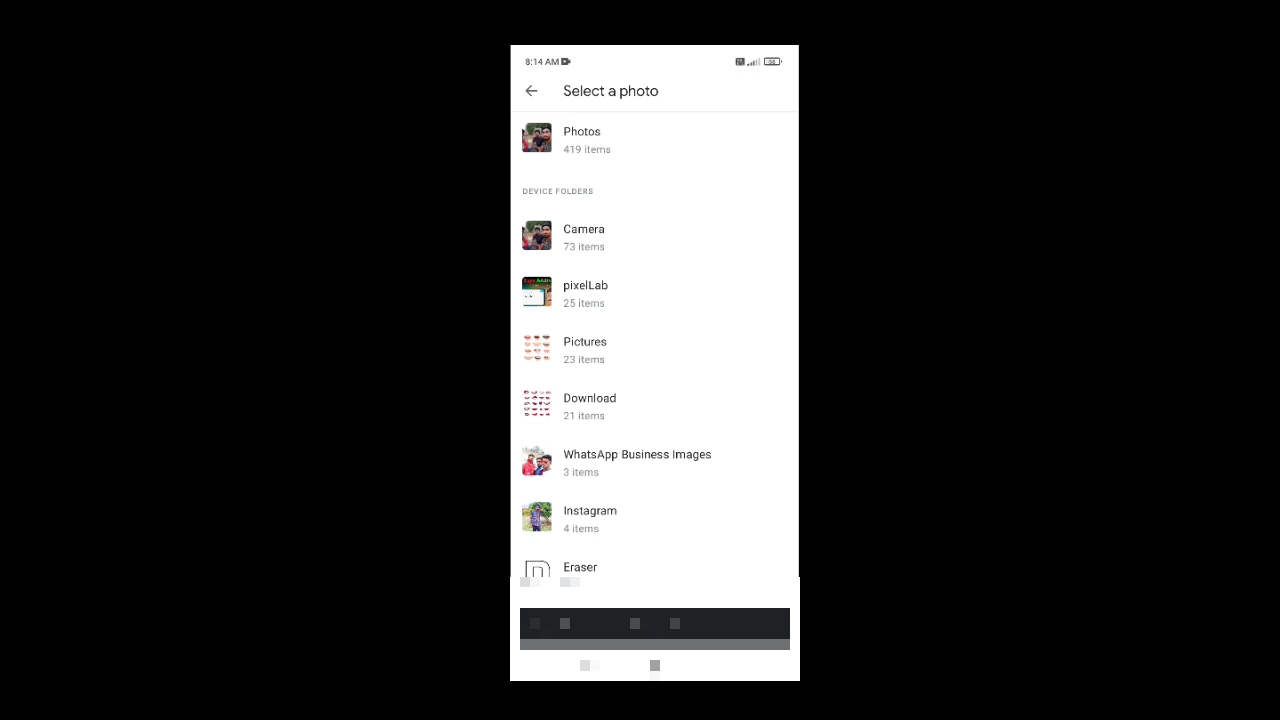 8:14 AM
Select a photo
Photos
419 items
DEVICE FOLDERS
Camera
73 items
pixelLab
25 items
Pictures
23 items
Download
21 items
WhatsApp Business Images
3 items
Instagram
4 items
Eraser